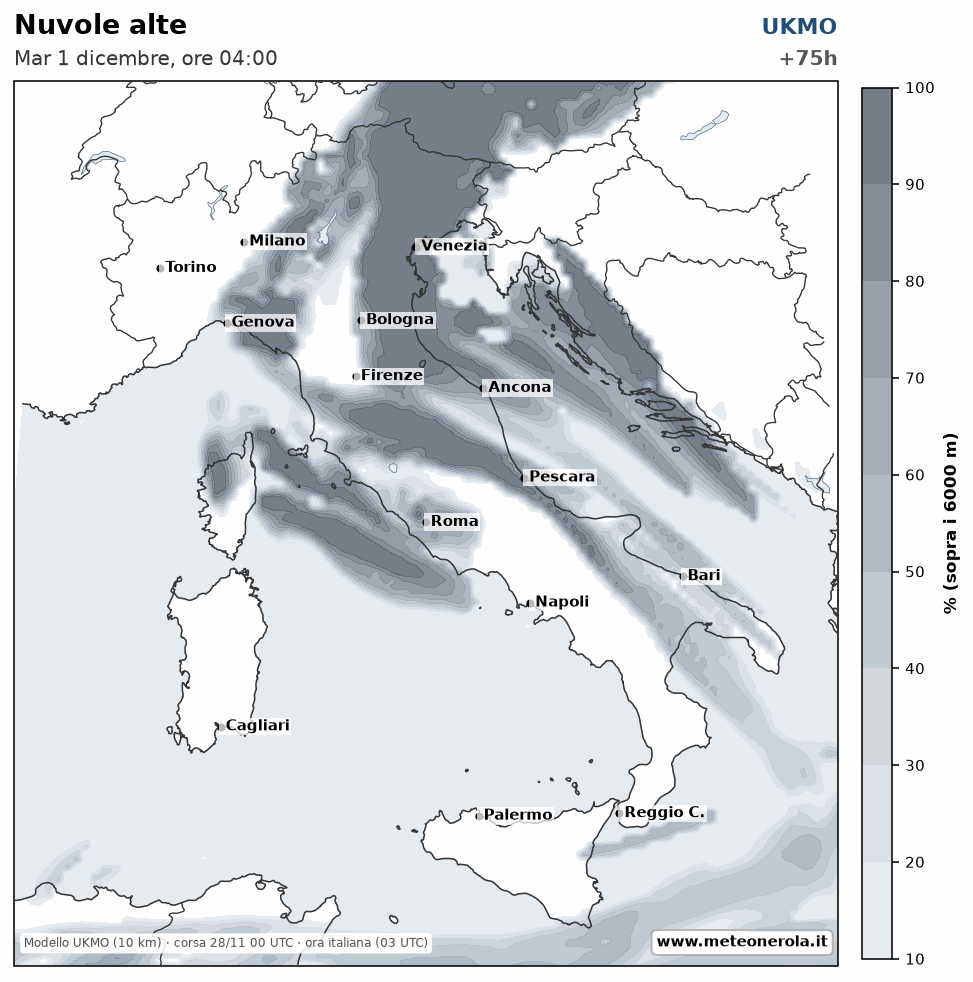 Nuvole alte
UKMO
Mar 1 dicembre, ore 04:00
+75h
100
90
80
70
60
50
40
30
20
10
% (sopra i 6000 m)
Milano
Venezia
Torino
Genova
Bologna
Firenze
Ancona
Pescara
Roma
Bari
Napoli
Cagliari
Palermo
Reggio C.
Modello UKMO (10 km) · corsa 28/11 00 UTC · ora italiana (03 UTC)
www.meteonerola.it